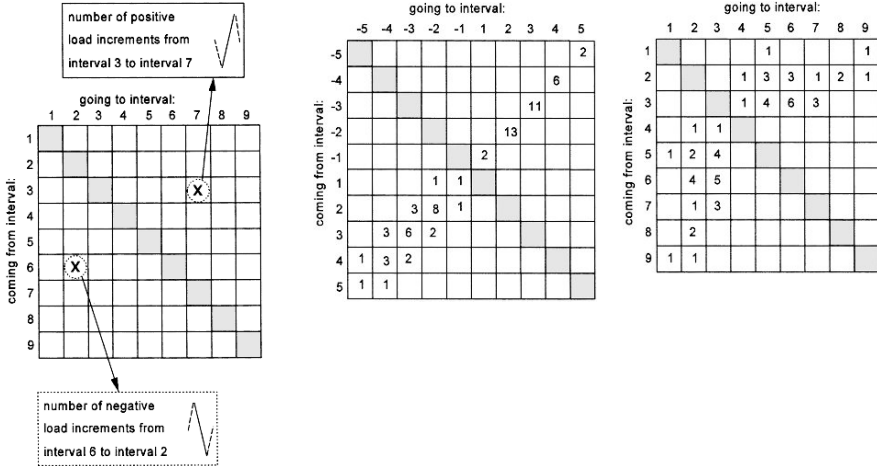 number of positive
load increments from
interval 3 to interval 7
going to interval:
1 2 3 4 5 6 7 8 9
coming from interval:
1
2
3 X
4
5
6 X
7
8
9
number of negative
load increments from
interval 6 to interval 2
going to interval:
-5 -4 -3 -2 -1 1 2 3 4 5
coming from interval:
-5 2
-4 6
-3 11
-2 13
-1 2
1 1 1
2 3 8 1
3 3 6 2
4 1 3 2
5 1 1
going to interval:
1 2 3 4 5 6 7 8 9
coming from interval:
1 1 1
2 1 3 3 1 2 1
3 1 4 6 3
4 1 1
5 1 2 4
6 4 5
7 1 3
8 2
9 1 1